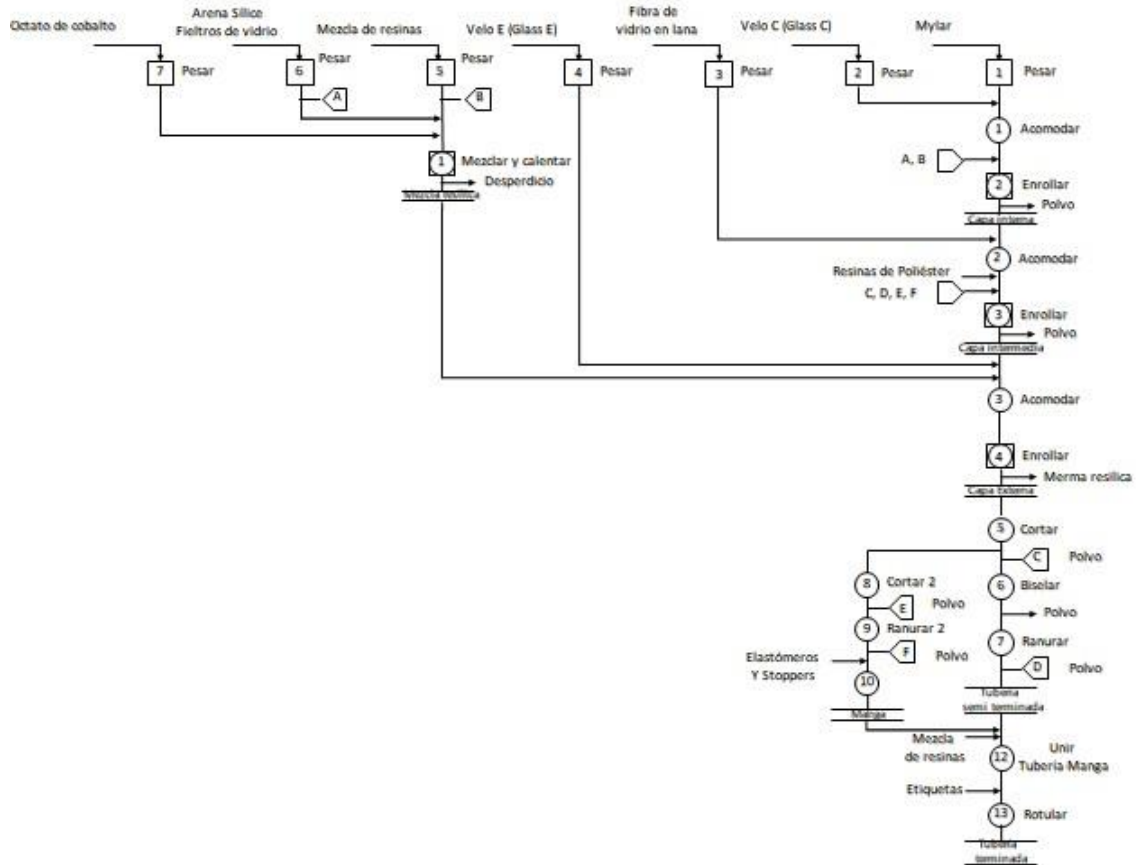 Octato de cobalto
Arena Sílice
Fieltros de vidrio
Mezcla de resinas
Velo E (Glass E)
Fibra de
vidrio en lana
Velo C (Glass C)
Mylar
7 Pesar
6 Pesar
5 Pesar
4 Pesar
3 Pesar
2 Pesar
1 Pesar
A
B
1 Acomodar
1 Mezclar y calentar
A, B
Desperdicio
2 Enrollar
Polvo
Capa interna
2 Acomodar
Resinas de Poliéster
C, D, E, F
3 Enrollar
Polvo
Capa intermedia
3 Acomodar
4 Enrollar
Merma resilica
Capa Externa
5 Cortar
C Polvo
8 Cortar 2
6 Biselar
E Polvo
Polvo
9 Ranurar 2
7 Ranurar
F Polvo
Elastómeros
Y Stoppers
D Polvo
10
Tubería
semi terminada
Manga
Mezcla
de resinas
12 Unir
Tubería-Manga
Etiquetas
13 Rotular
Tubería
terminada